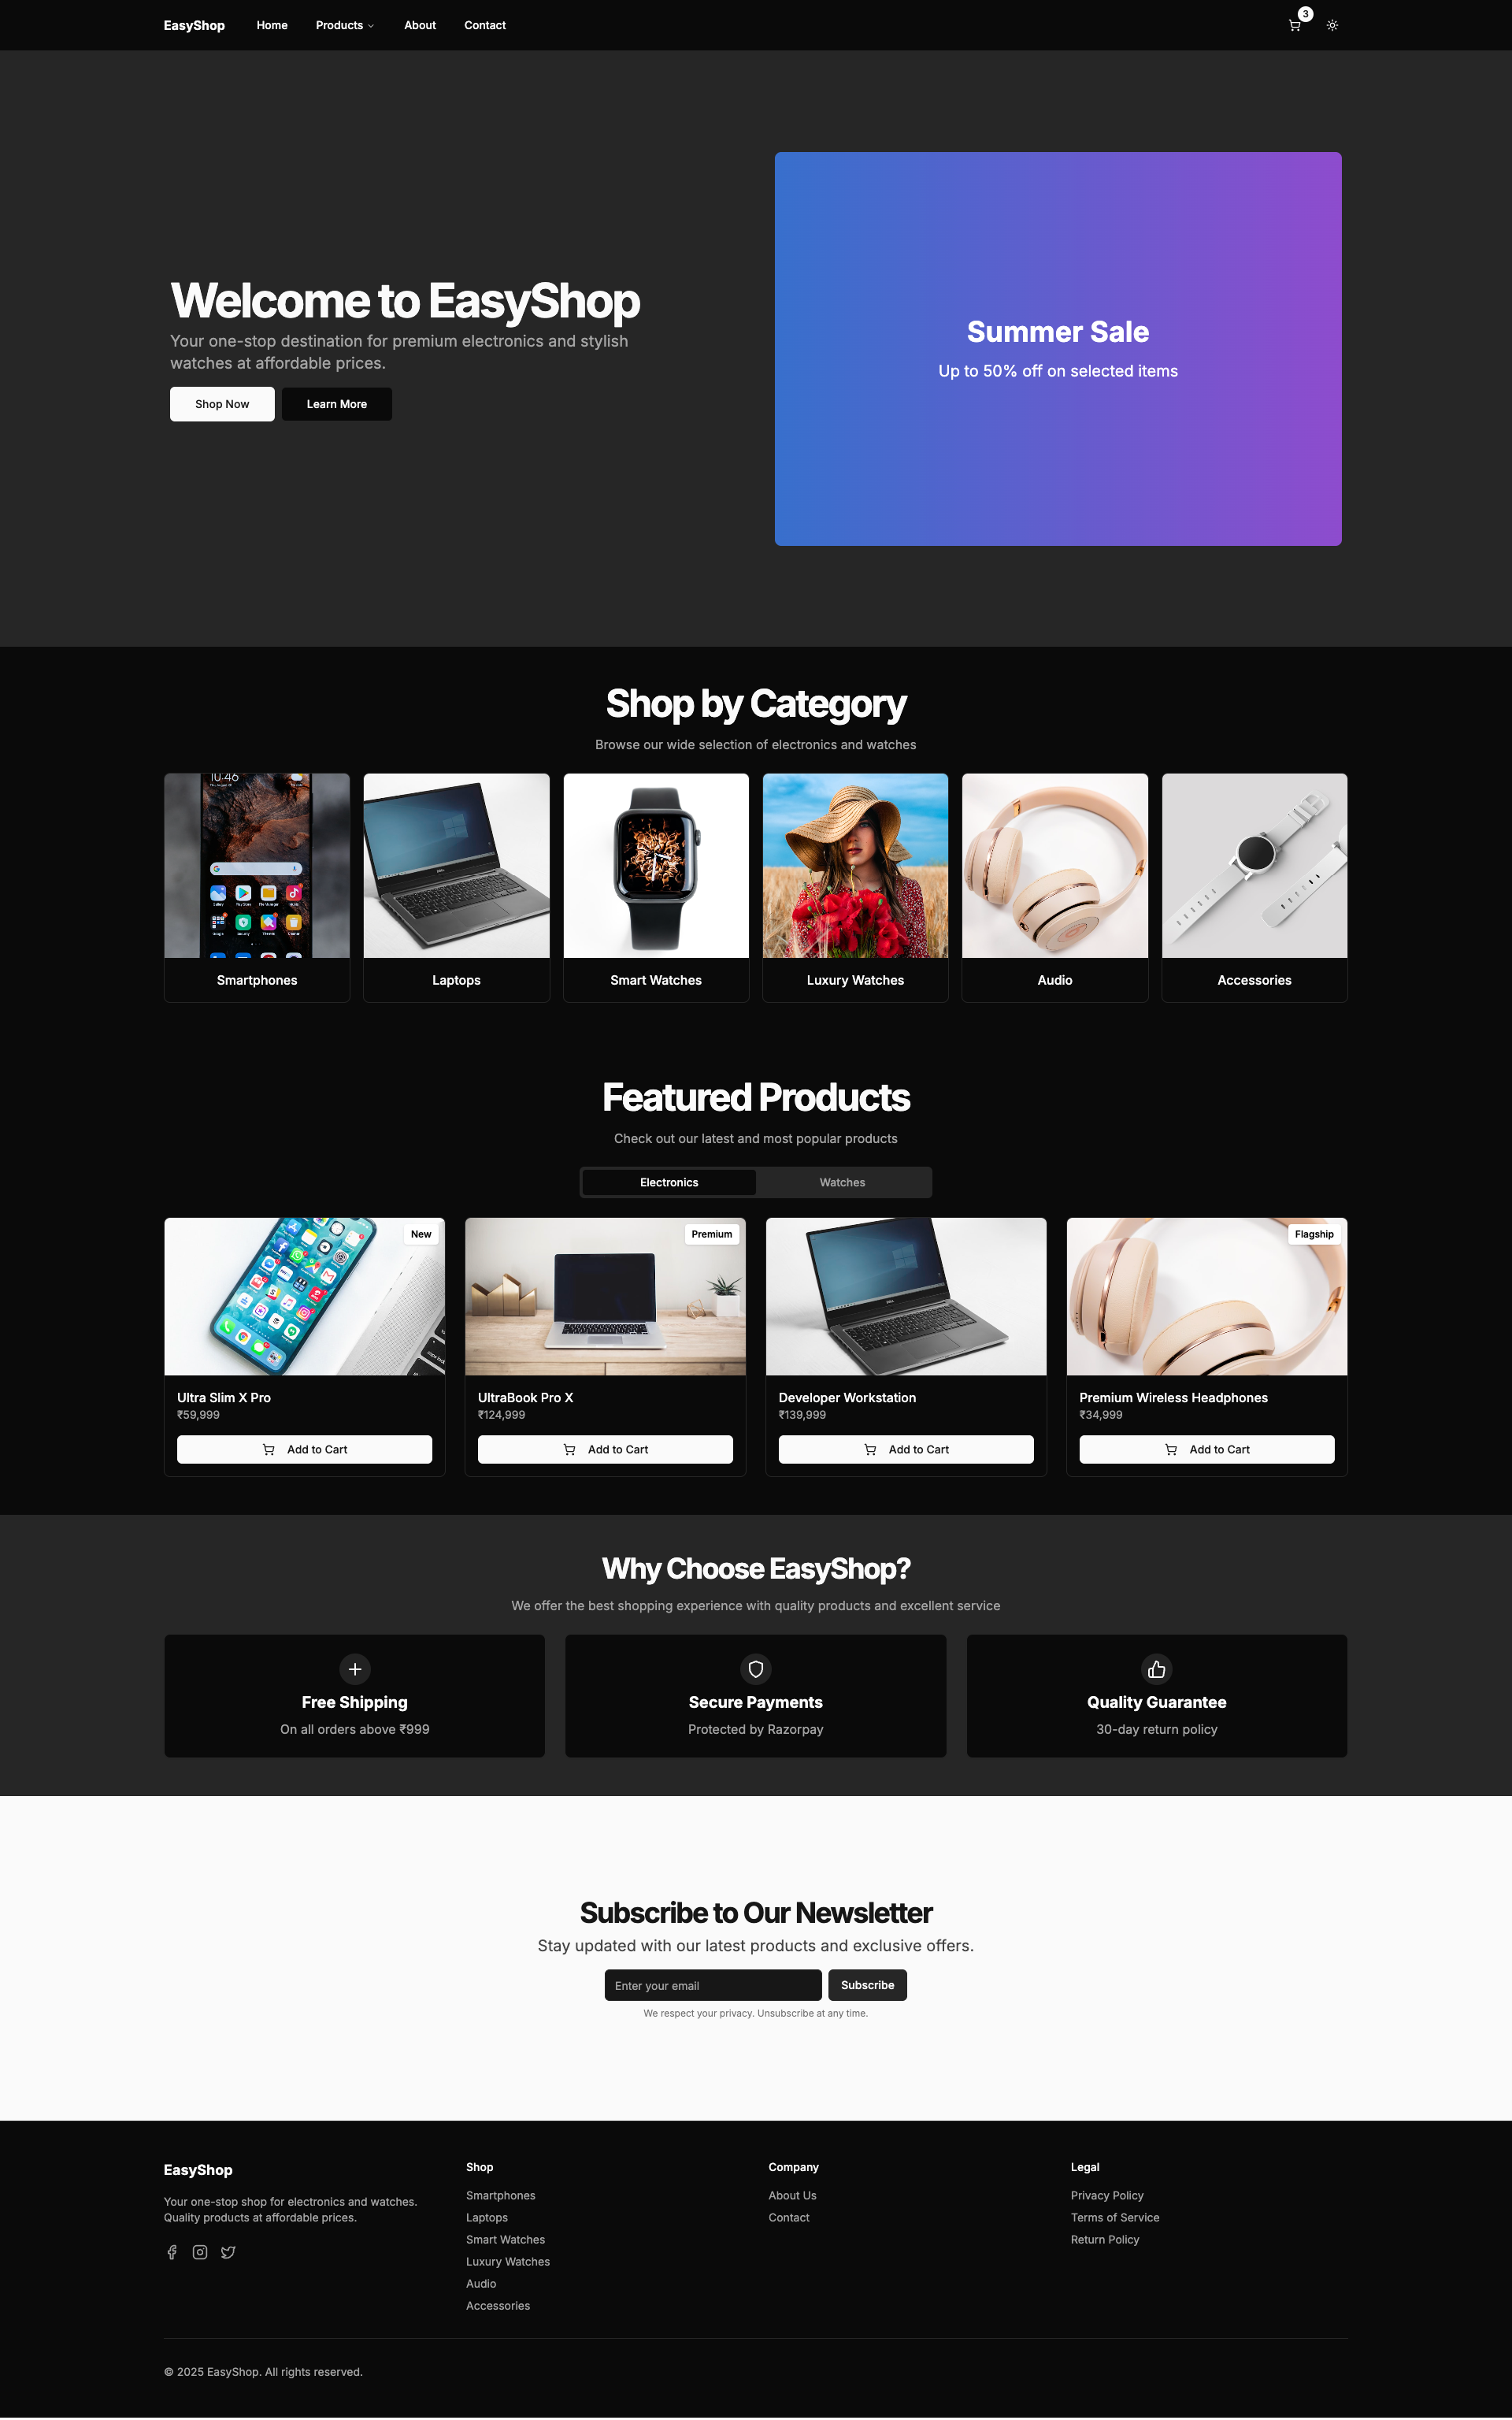 EasyShop
Home
Products
About
Contact
3
Welcome to EasyShop
Your one-stop destination for premium electronics and stylish
watches at affordable prices.
Shop Now
Learn More
Summer Sale
Up to 50% off on selected items
Shop by Category
Browse our wide selection of electronics and watches
10:46
Smartphones
Laptops
Smart Watches
Luxury Watches
Audio
Accessories
Featured Products
Check out our latest and most popular products
Electronics
Watches
New
Premium
Flagship
Ultra Slim X Pro
₹59,999
Add to Cart
UltraBook Pro X
₹124,999
Add to Cart
Developer Workstation
₹139,999
Add to Cart
Premium Wireless Headphones
₹34,999
Add to Cart
Why Choose EasyShop?
We offer the best shopping experience with quality products and excellent service
Free Shipping
On all orders above ₹999
Secure Payments
Protected by Razorpay
Quality Guarantee
30-day return policy
Subscribe to Our Newsletter
Stay updated with our latest products and exclusive offers.
Enter your email
Subscribe
We respect your privacy. Unsubscribe at any time.
EasyShop
Your one-stop shop for electronics and watches.
Quality products at affordable prices.
Shop
Smartphones
Laptops
Smart Watches
Luxury Watches
Audio
Accessories
Company
About Us
Contact
Legal
Privacy Policy
Terms of Service
Return Policy
© 2025 EasyShop. All rights reserved.